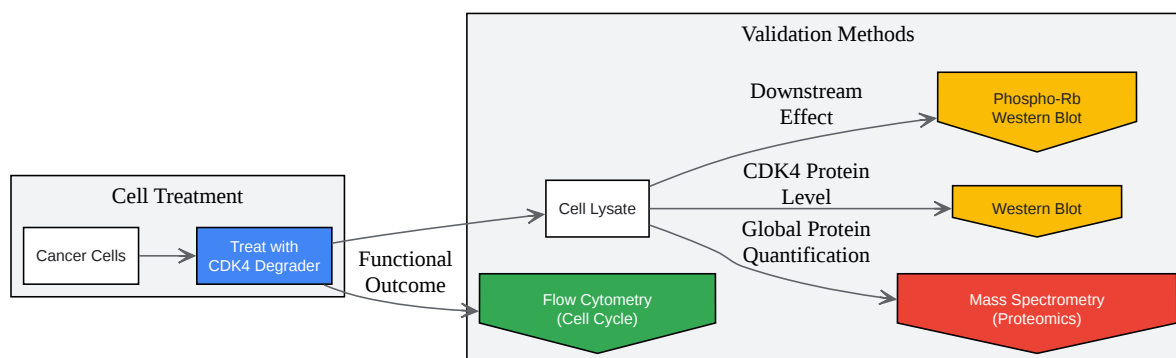 Validation Methods
Downstream
Effect
Phospho-Rb
Western Blot
Cell Treatment
CDK4 Protein
Level
Cell Lysate
Western Blot
Cancer Cells
Treat with
CDK4 Degrader
Functional
Outcome
Global Protein
Quantification
Flow Cytometry
(Cell Cycle)
Mass Spectrometry
(Proteomics)